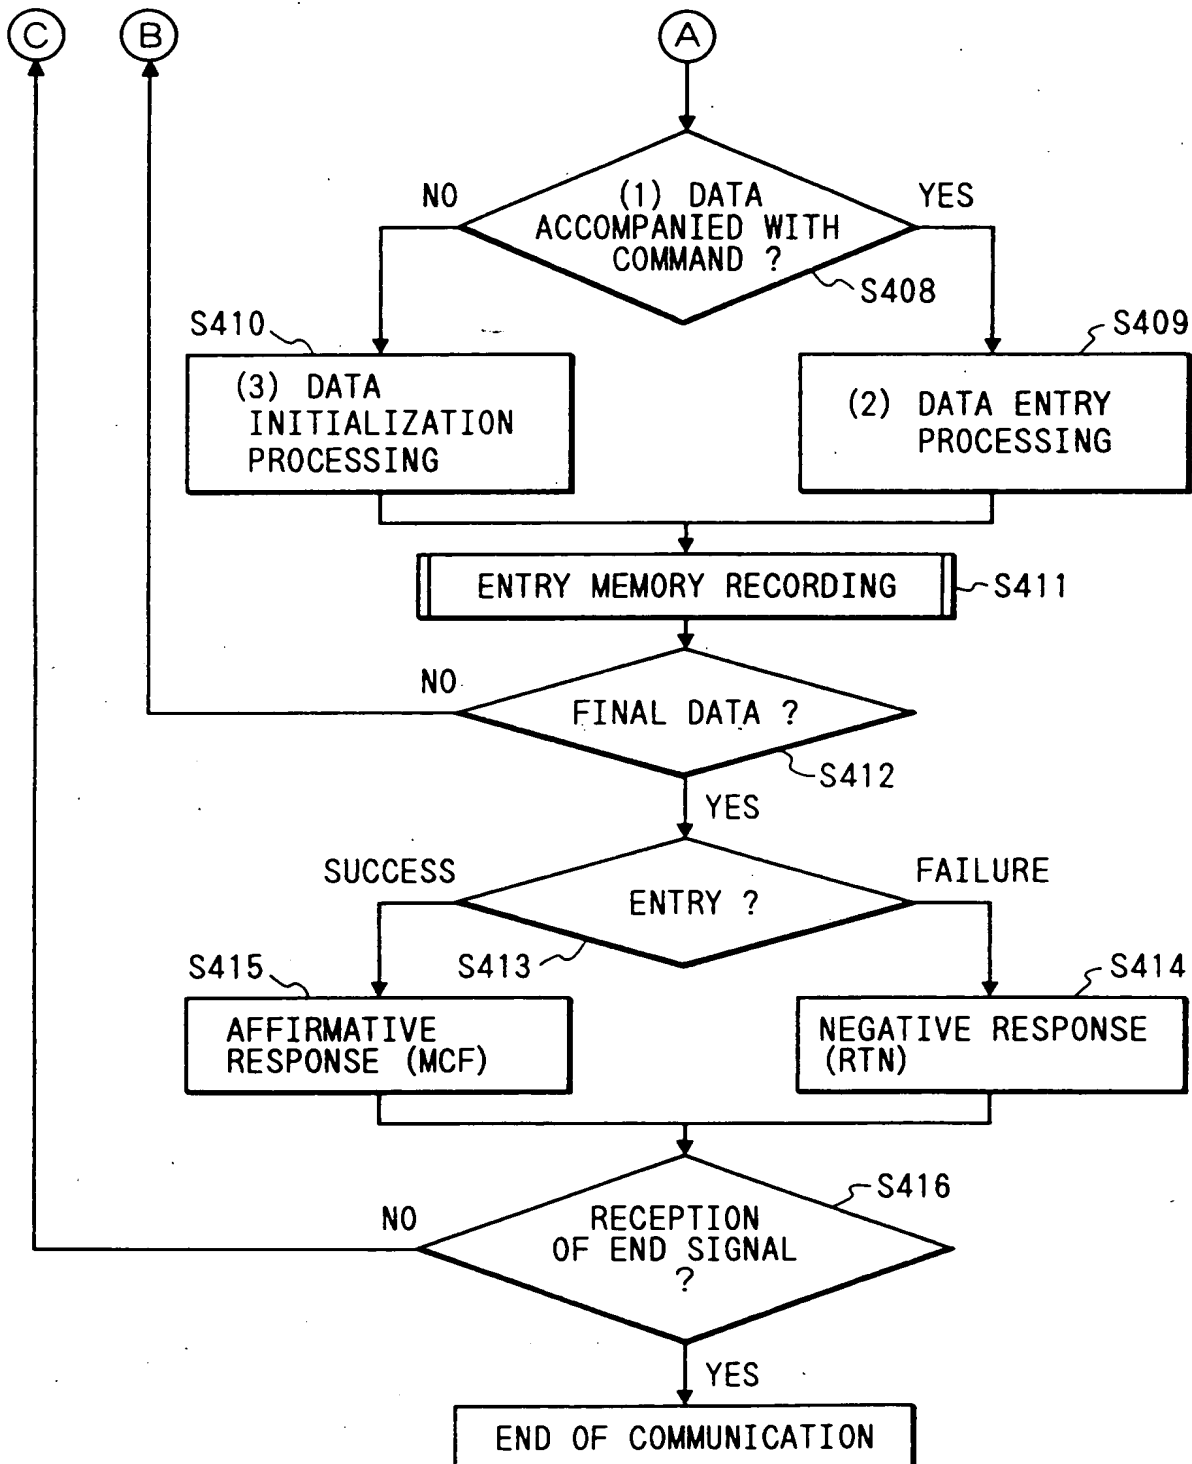 C
B
A
NO
(1) DATA
ACCOMPANIED WITH
COMMAND ?
YES
S408
S410
S409
(3) DATA
INITIALIZATION
PROCESSING
(2) DATA ENTRY
PROCESSING
ENTRY MEMORY RECORDING
S411
NO
FINAL DATA ?
S412
YES
SUCCESS
FAILURE
ENTRY ?
S413
S415
S414
AFFIRMATIVE
RESPONSE (MCF)
NEGATIVE RESPONSE
(RTN)
S416
NO
RECEPTION
OF END SIGNAL
?
YES
END OF COMMUNICATION